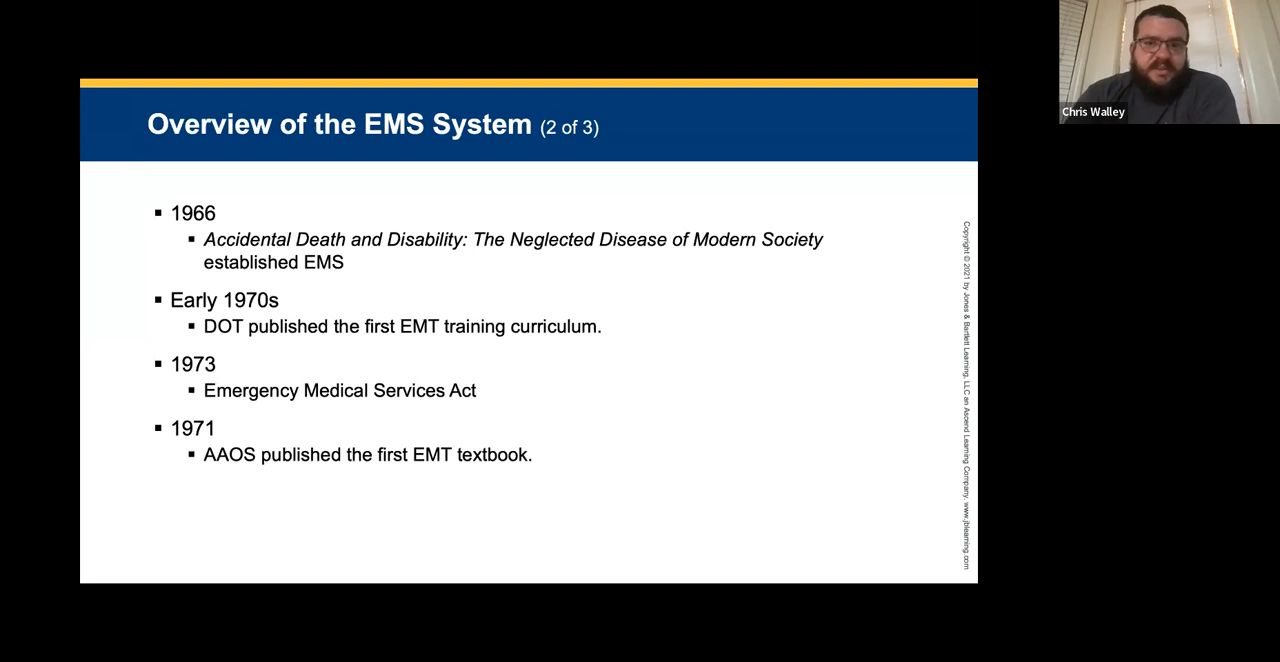 Overview of the EMS System (2 of 3)
▪ 1966
▪ Accidental Death and Disability: The Neglected Disease of Modern Society
established EMS
▪ Early 1970s
▪ DOT published the first EMT training curriculum.
▪ 1973
▪ Emergency Medical Services Act
▪ 1971
▪ AAOS published the first EMT textbook.
Copyright © 2021 by Jones & Bartlett Learning, LLC an Ascend Learning Company. www.jblearning.com
Chris Walley